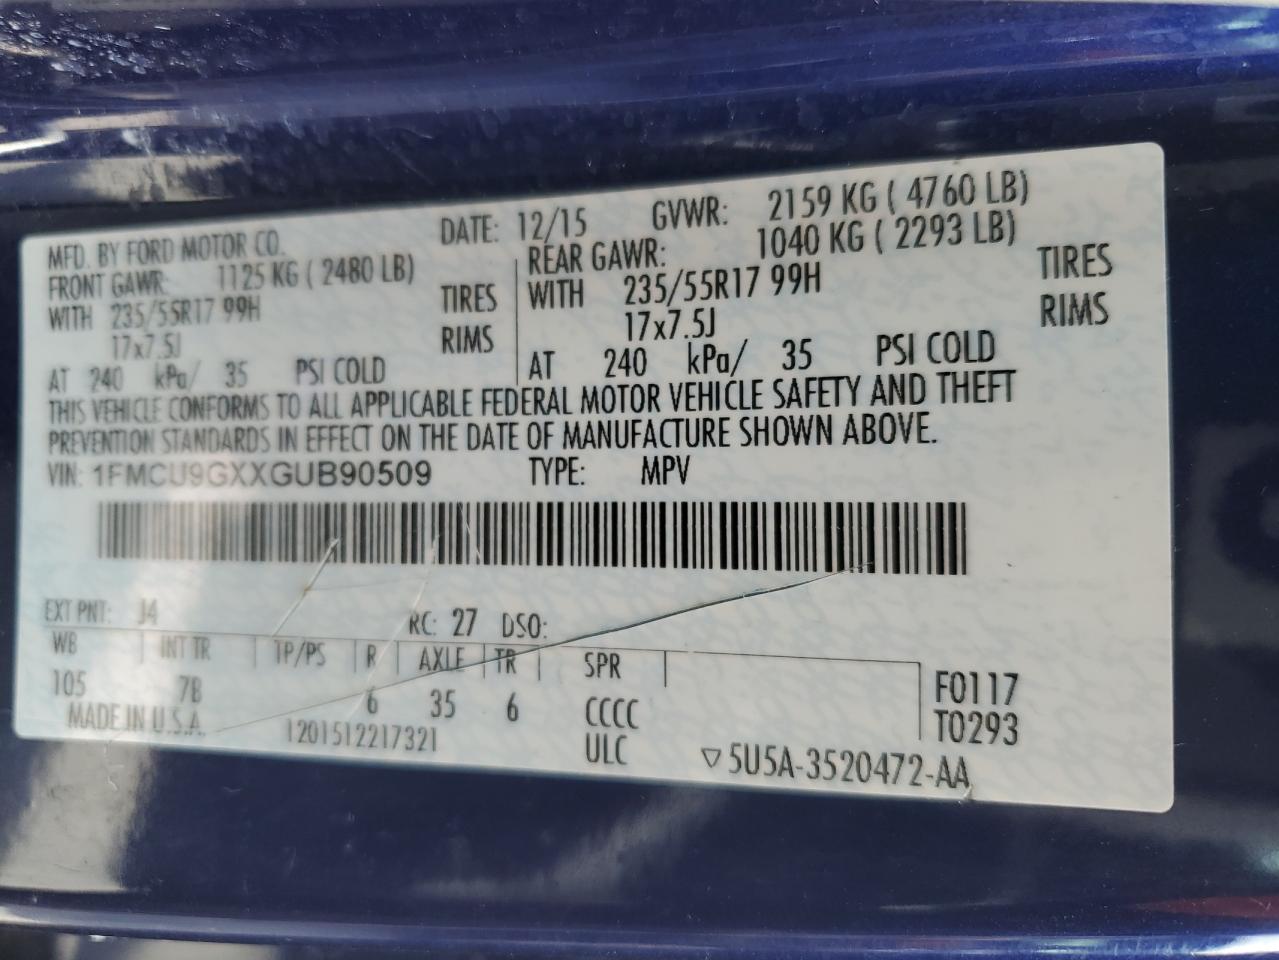 MFD. BY FORD MOTOR CO. DATE: 12/15 GVWR: 2159 KG ( 4760 LB)
FRONT GAWR: 1125 KG ( 2480 LB) REAR GAWR: 1040 KG ( 2293 LB)
WITH 235/55R17 99H TIRES WITH 235/55R17 99H TIRES
17x7.5J RIMS 17x7.5J RIMS
AT 240 kPa/ 35 PSI COLD AT 240 kPa/ 35 PSI COLD
THIS VEHICLE CONFORMS TO ALL APPLICABLE FEDERAL MOTOR VEHICLE SAFETY AND THEFT
PREVENTION STANDARDS IN EFFECT ON THE DATE OF MANUFACTURE SHOWN ABOVE.
VIN: 1FMCU9GXXGUB90509 TYPE: MPV
EXT PNT: J4 RC: 27 DSO:
WB INT TR TP/PS R AXLE TR SPR
105 7B 6 35 6 CCCC F0117
MADE IN U.S.A. 1201512217321 ULC T0293
▽5U5A-3520472-AA